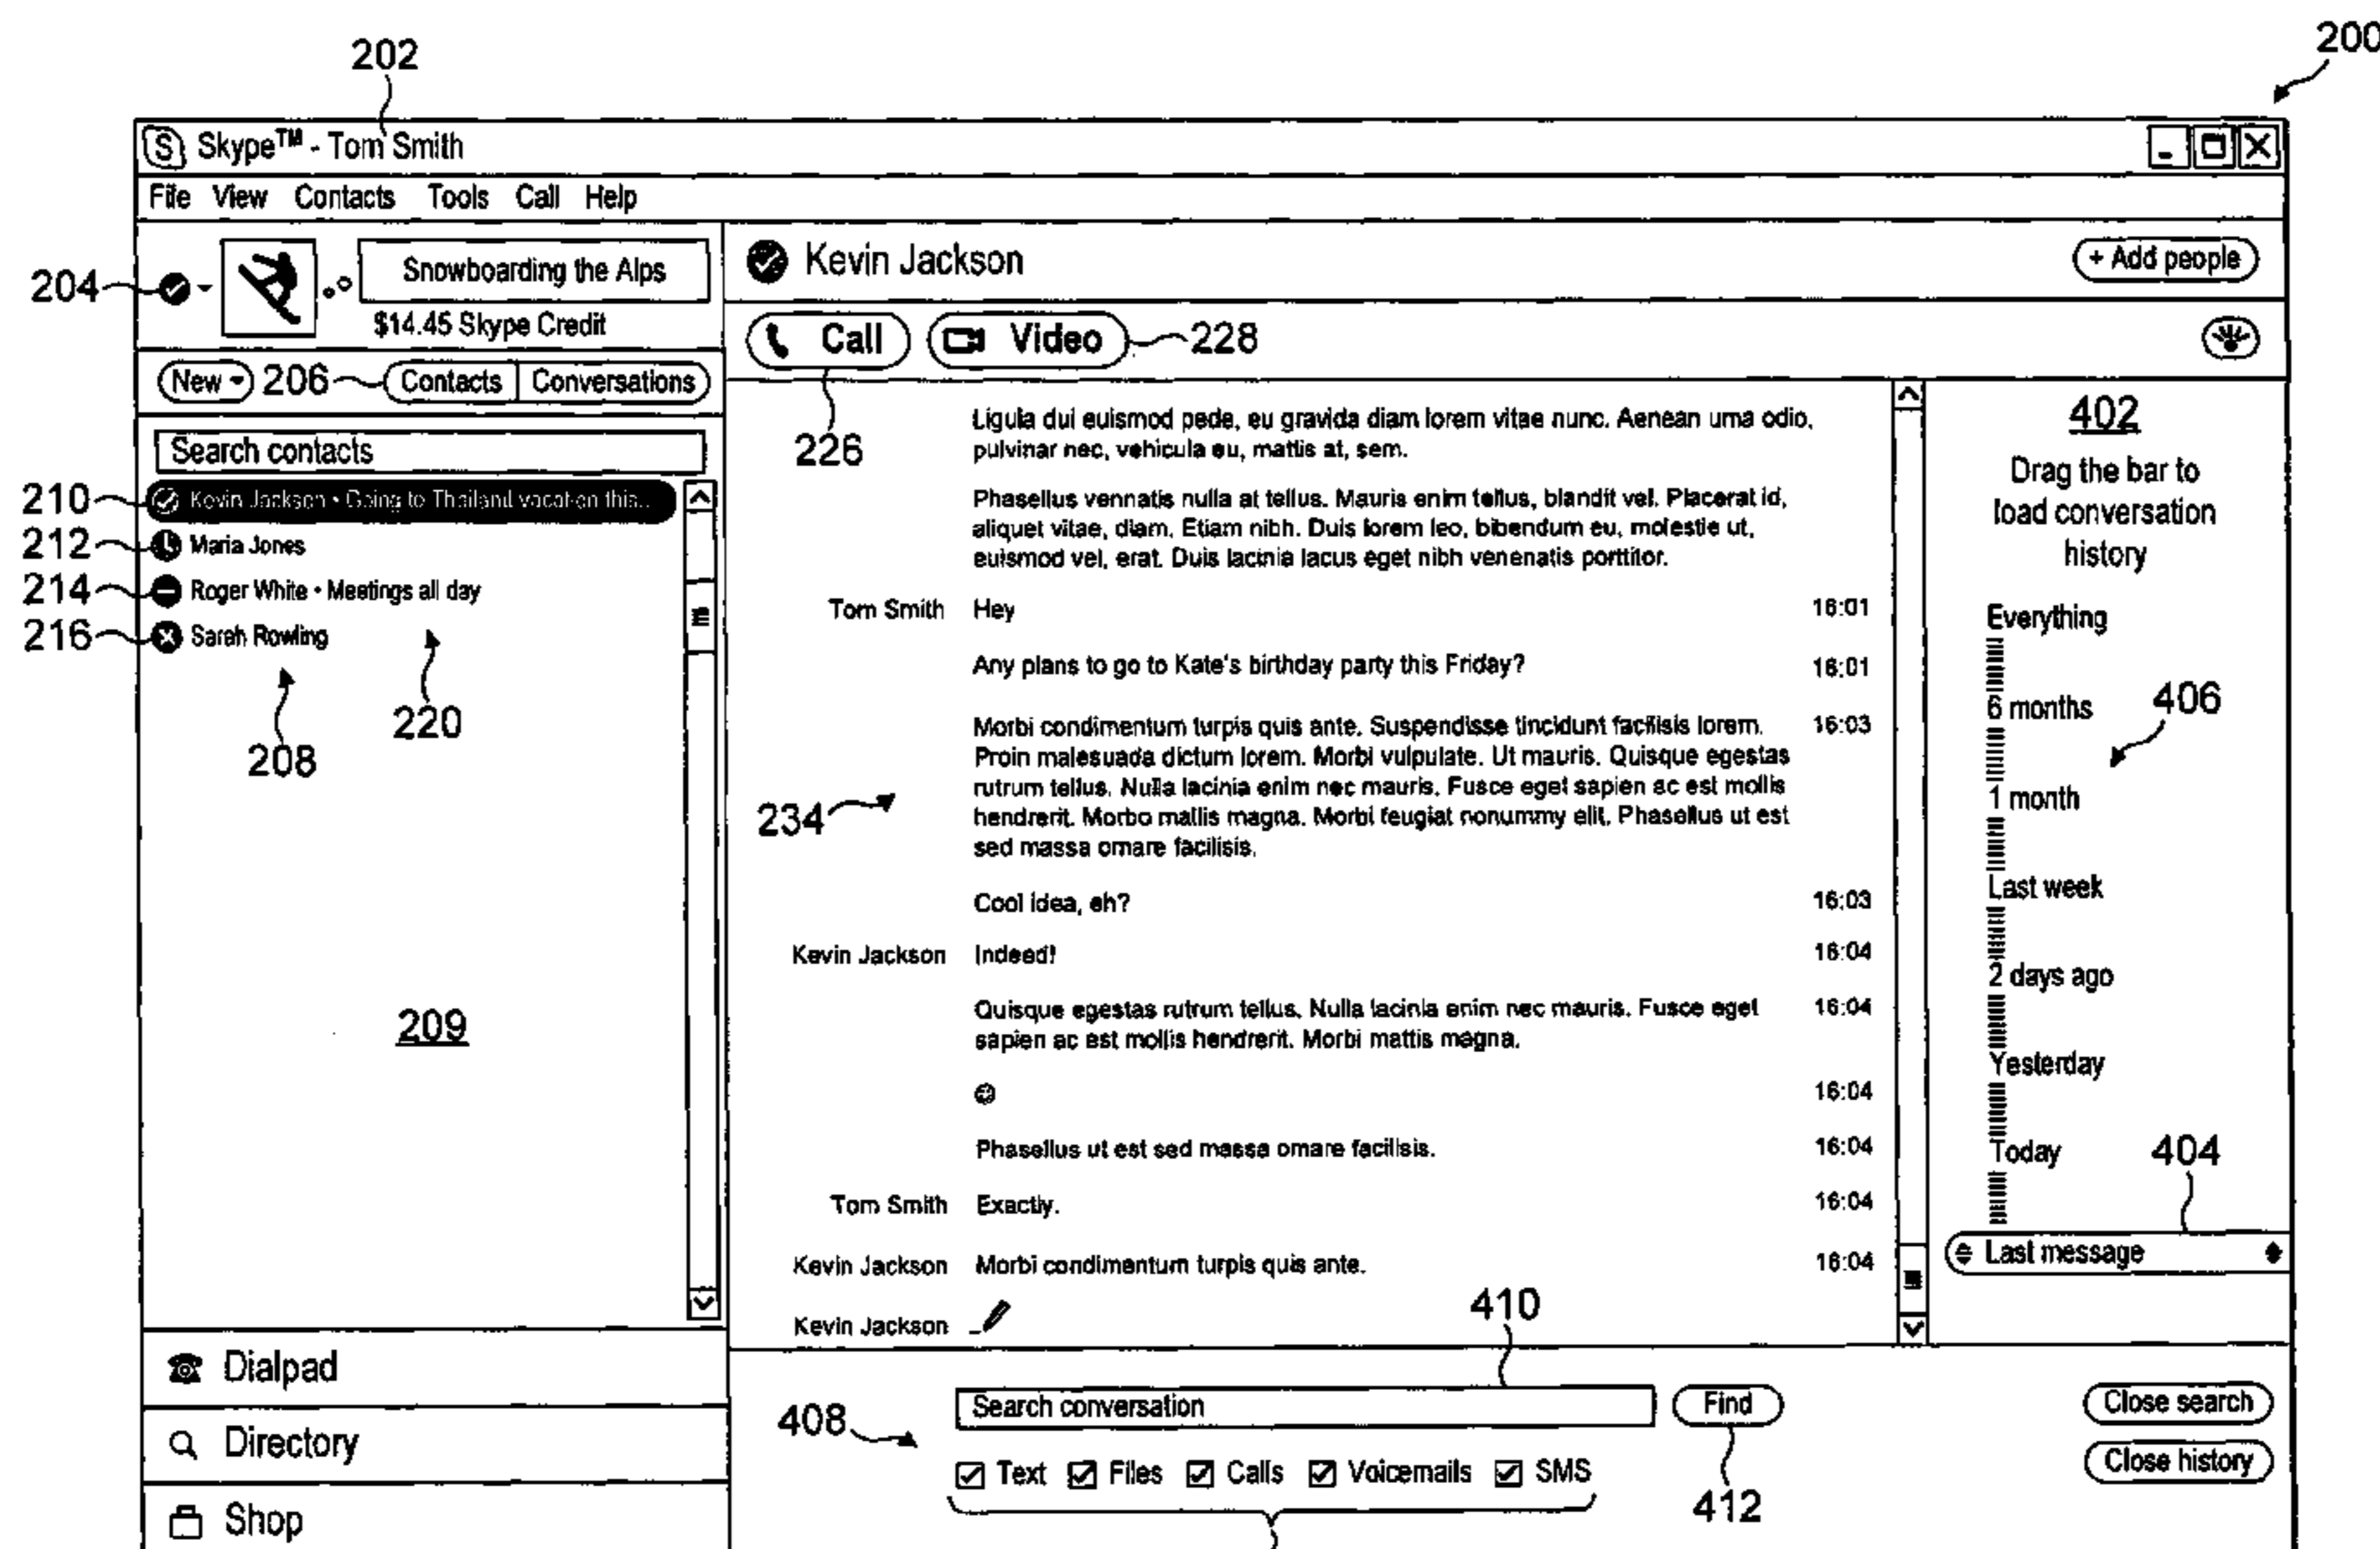 200
202
Skype™ - Tom Smith
File View Contacts Tools Call Help
204
Snowboarding the Alps
$14.45 Skype Credit
Kevin Jackson
+ Add people
Call
Video
228
226
New
206
Contacts
Conversations
Search contacts
210
Kevin Jackson • Going to Thailand vacation this..
212
Maria Jones
214
Roger White • Meetings all day
216
Sarah Rowling
208
220
209
Dialpad
Directory
Shop
Ligula dui euismod pede, eu gravida diam lorem vitae nunc. Aenean urna odio,
pulvinar nec, vehicula eu, mattis at, sem.
Phasellus vennatis nulla at tellus. Mauris enim tellus, blandit vel. Placerat id,
aliquet vitae, diam. Etiam nibh. Duis lorem leo, bibendum eu, molestie ut,
euismod vel, erat. Duis lacinia lacus eget nibh venenatis porttitor.
Tom Smith Hey 16:01
Any plans to go to Kate's birthday party this Friday? 16:01
Morbi condimentum turpis quis ante. Suspendisse tincidunt facilisis lorem. 16:03
Proin malesuada dictum lorem. Morbi vulputate. Ut mauris. Quisque egestas
rutrum tellus. Nulla lacinia enim nec mauris. Fusce eget sapien ac est mollis
hendrerit. Morbo mallis magna. Morbi feugiat nonummy elit. Phasellus ut est
sed massa ornare facilisis.
234
Cool idea, eh? 16:03
Kevin Jackson Indeed! 16:04
Quisque egestas rutrum tellus. Nulla lacinia enim nec mauris. Fusce eget 16:04
sapien ac est mollis hendrerit. Morbi mattis magna.
16:04
Phasellus ut est sed massa ornare facilisis. 16:04
Tom Smith Exactly. 16:04
Kevin Jackson Morbi condimentum turpis quis ante. 16:04
Kevin Jackson
402
Drag the bar to
load conversation
history
Everything
6 months
406
1 month
Last week
2 days ago
Yesterday
Today
404
Last message
410
408
Search conversation
Find
412
Text Files Calls Voicemails SMS
Close search
Close history